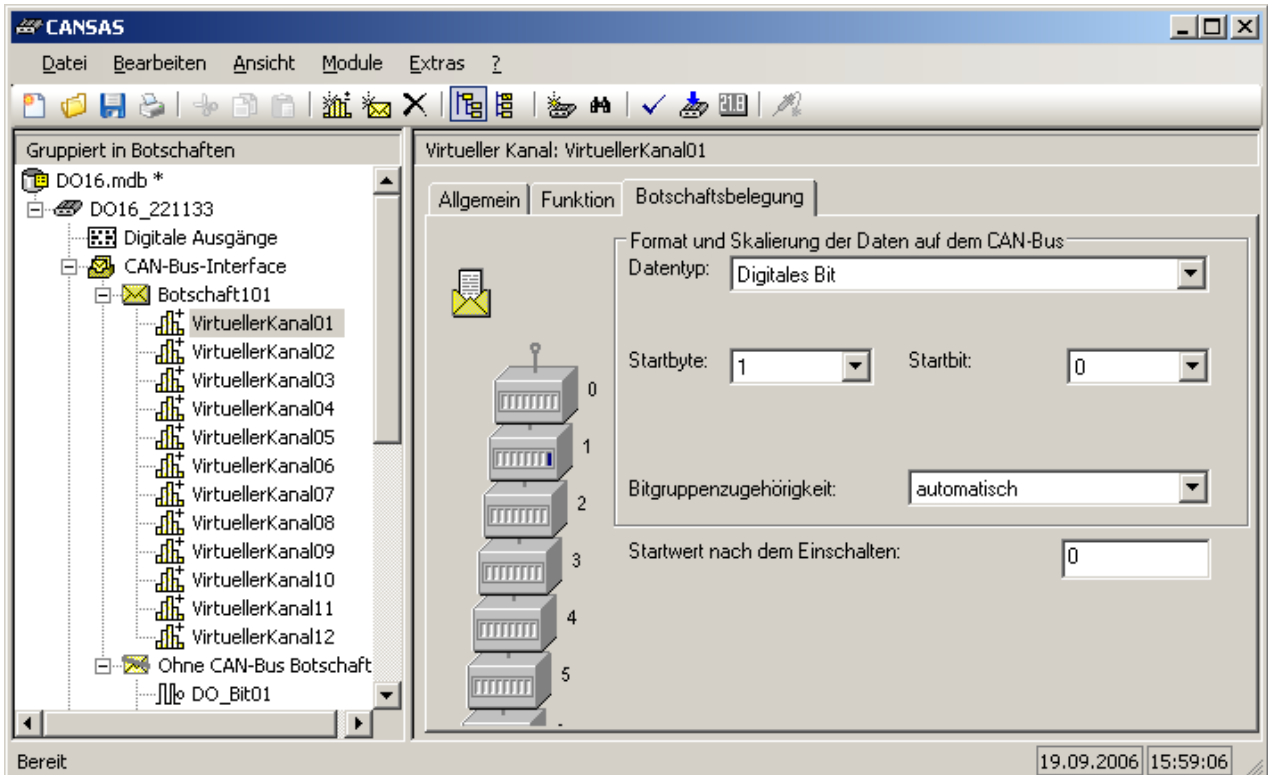 CANSAS
Datei Bearbeiten Ansicht Module Extras ?
21.8
Gruppiert in Botschaften
DO16.mdb *
DO16_221133
Digitale Ausgänge
CAN-Bus-Interface
Botschaft101
VirtuellerKanal01
VirtuellerKanal02
VirtuellerKanal03
VirtuellerKanal04
VirtuellerKanal05
VirtuellerKanal06
VirtuellerKanal07
VirtuellerKanal08
VirtuellerKanal09
VirtuellerKanal10
VirtuellerKanal11
VirtuellerKanal12
Ohne CAN-Bus Botschaft
DO_Bit01
Virtueller Kanal: VirtuellerKanal01
Allgemein Funktion Botschaftsbelegung
Format und Skalierung der Daten auf dem CAN-Bus
Datentyp: Digitales Bit
Startbyte: 1 Startbit: 0
Bitgruppenzugehörigkeit: automatisch
Startwert nach dem Einschalten: 0
0
1
2
3
4
5
Bereit
19.09.2006 15:59:06